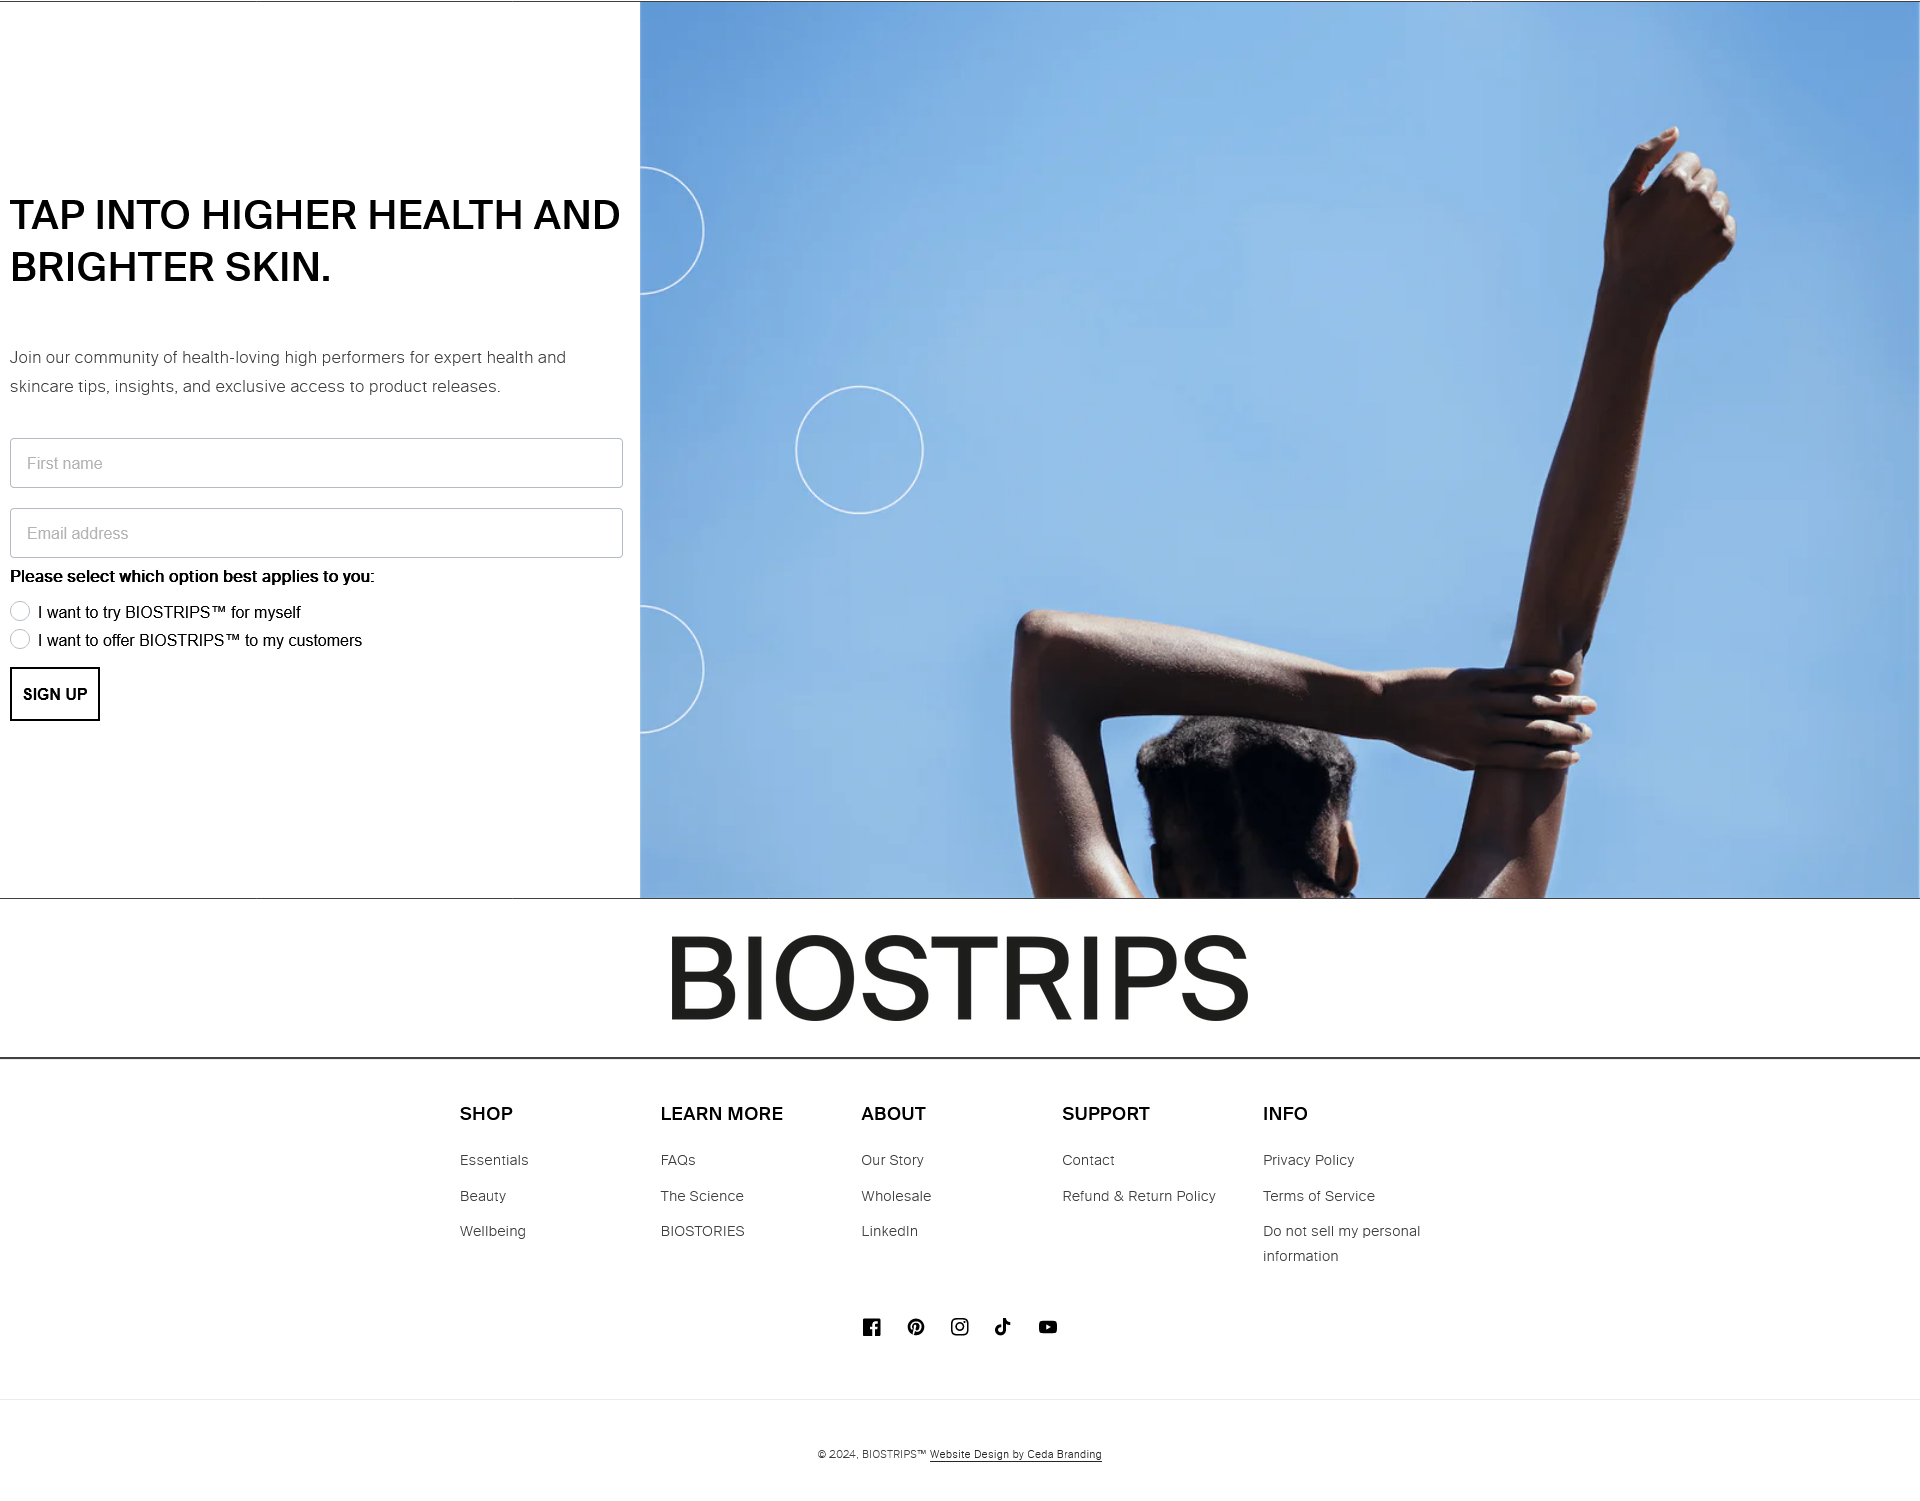 TAP INTO HIGHER HEALTH AND
BRIGHTER SKIN.
Join our community of health-loving high performers for expert health and
skincare tips, insights, and exclusive access to product releases.
First name
Email address
Please select which option best applies to you:
I want to try BIOSTRIPS™ for myself
I want to offer BIOSTRIPS™ to my customers
SIGN UP
BIOSTRIPS
SHOP
Essentials
Beauty
Wellbeing
LEARN MORE
FAQs
The Science
BIOSTORIES
ABOUT
Our Story
Wholesale
LinkedIn
SUPPORT
Contact
Refund & Return Policy
INFO
Privacy Policy
Terms of Service
Do not sell my personal
information
© 2024, BIOSTRIPS™ Website Design by Ceda Branding